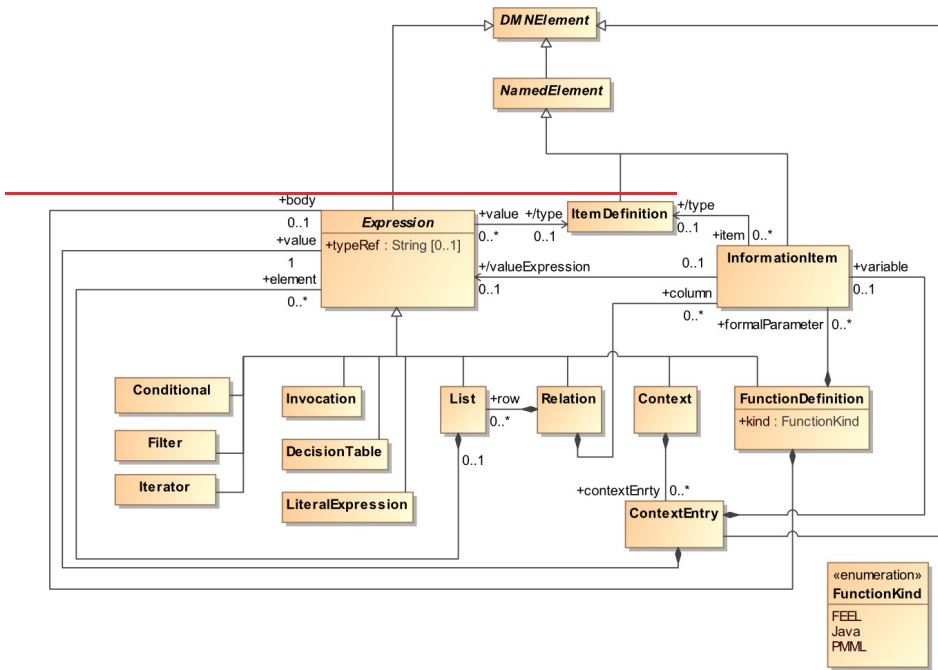 DMNElement
NamedElement
+body
0..1
Expression
+typeRef : String [0..1]
+value
1
+element
0..*
+value
0..*
+/type
0..1
ItemDefinition
+/type
0..1
+item
0..*
InformationItem
+/valueExpression
0..1
0..1
+variable
0..1
+column
0..*
+formalParameter
0..*
Conditional
Filter
Iterator
Invocation
DecisionTable
LiteralExpression
List
0..1
+row
0..*
Relation
Context
FunctionDefinition
+kind : FunctionKind
+contextEnrty
0..*
ContextEntry
«enumeration»
FunctionKind
FEEL
Java
PMML